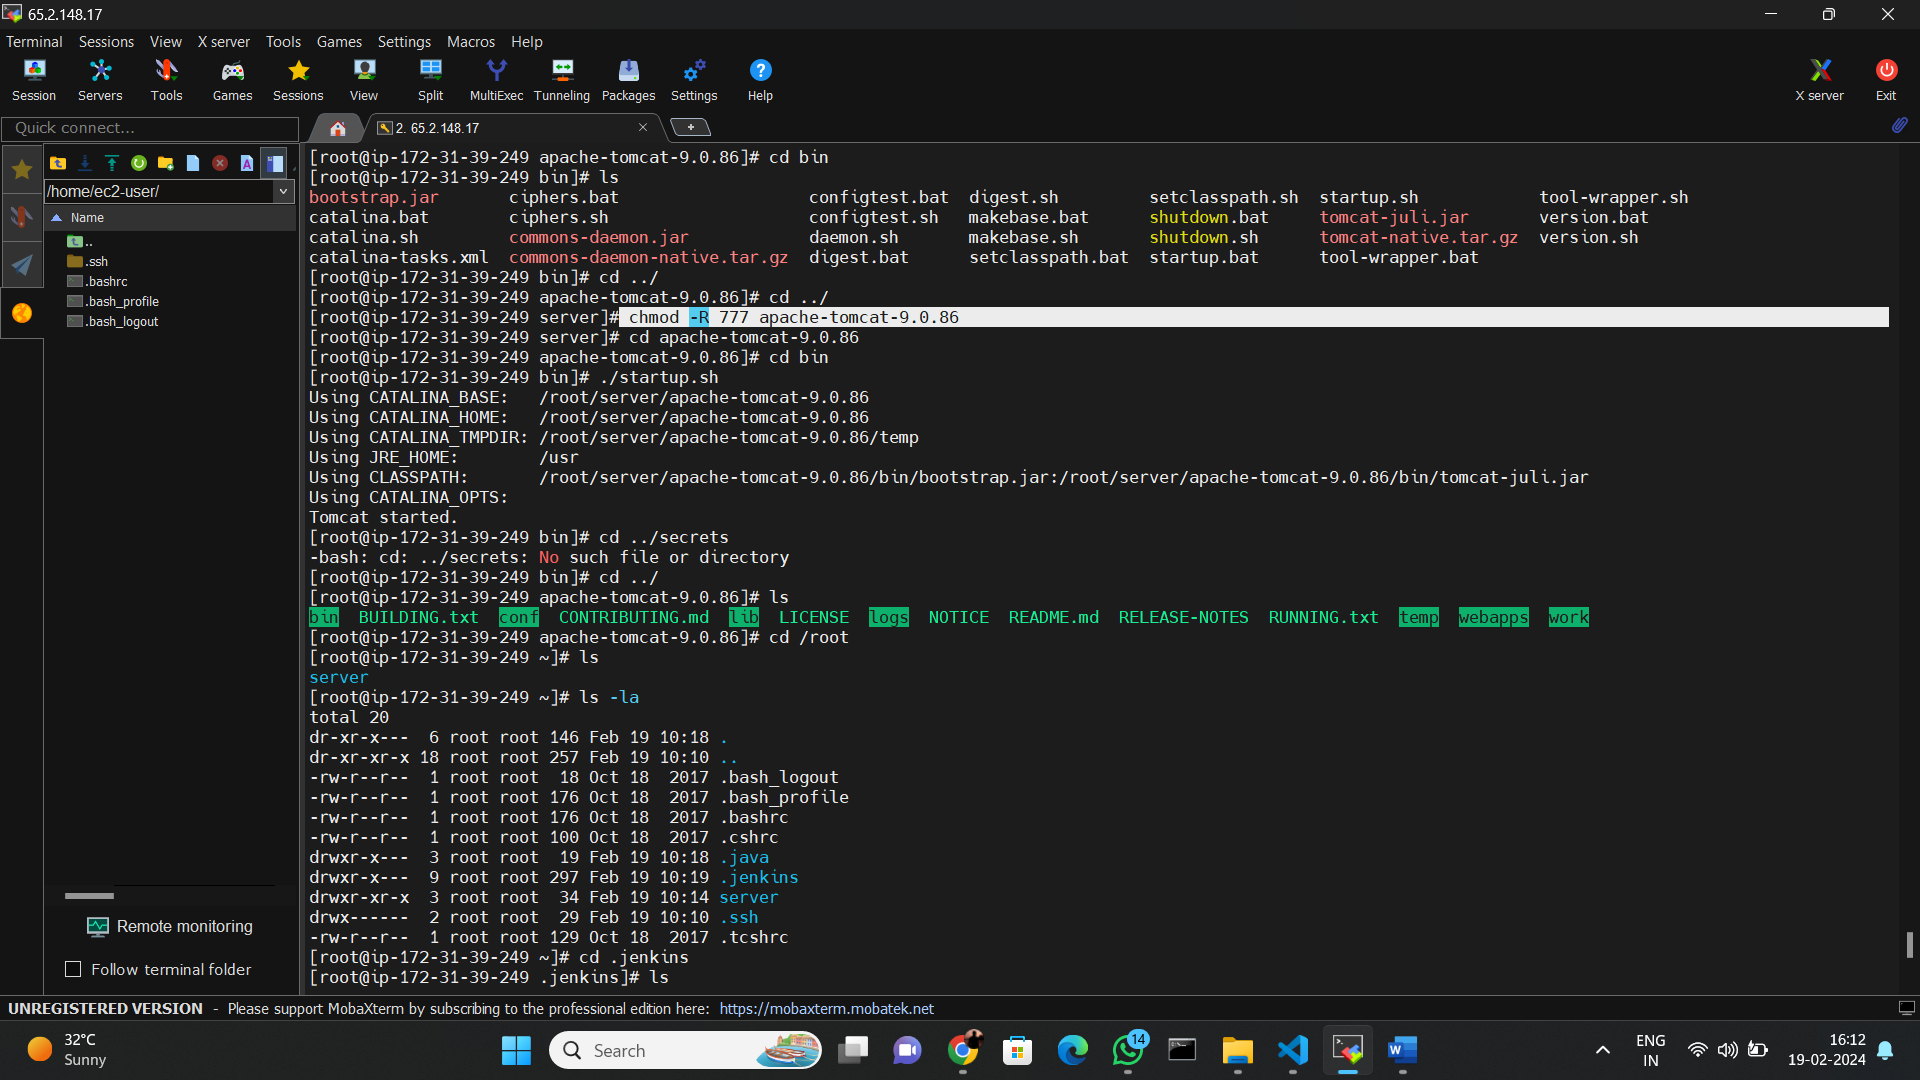 65.2.148.17
Terminal Sessions View X server Tools Games Settings Macros Help
Session Servers Tools Games Sessions View Split MultiExec Tunneling Packages Settings Help X server Exit
Quick connect...
2. 65.2.148.17
/home/ec2-user/
Name
..
.ssh
.bashrc
.bash_profile
.bash_logout
Remote monitoring
Follow terminal folder
[root@ip-172-31-39-249 apache-tomcat-9.0.86]# cd bin
[root@ip-172-31-39-249 bin]# ls
bootstrap.jar ciphers.bat configtest.bat digest.sh setclasspath.sh startup.sh tool-wrapper.sh
catalina.bat ciphers.sh configtest.sh makebase.bat shutdown.bat tomcat-juli.jar version.bat
catalina.sh commons-daemon.jar daemon.sh makebase.sh shutdown.sh tomcat-native.tar.gz version.sh
catalina-tasks.xml commons-daemon-native.tar.gz digest.bat setclasspath.bat startup.bat tool-wrapper.bat
[root@ip-172-31-39-249 bin]# cd ../
[root@ip-172-31-39-249 apache-tomcat-9.0.86]# cd ../
[root@ip-172-31-39-249 server]# chmod -R 777 apache-tomcat-9.0.86
[root@ip-172-31-39-249 server]# cd apache-tomcat-9.0.86
[root@ip-172-31-39-249 apache-tomcat-9.0.86]# cd bin
[root@ip-172-31-39-249 bin]# ./startup.sh
Using CATALINA_BASE: /root/server/apache-tomcat-9.0.86
Using CATALINA_HOME: /root/server/apache-tomcat-9.0.86
Using CATALINA_TMPDIR: /root/server/apache-tomcat-9.0.86/temp
Using JRE_HOME: /usr
Using CLASSPATH: /root/server/apache-tomcat-9.0.86/bin/bootstrap.jar:/root/server/apache-tomcat-9.0.86/bin/tomcat-juli.jar
Using CATALINA_OPTS:
Tomcat started.
[root@ip-172-31-39-249 bin]# cd ../secrets
-bash: cd: ../secrets: No such file or directory
[root@ip-172-31-39-249 bin]# cd ../
[root@ip-172-31-39-249 apache-tomcat-9.0.86]# ls
bin BUILDING.txt conf CONTRIBUTING.md lib LICENSE logs NOTICE README.md RELEASE-NOTES RUNNING.txt temp webapps work
[root@ip-172-31-39-249 apache-tomcat-9.0.86]# cd /root
[root@ip-172-31-39-249 ~]# ls
server
[root@ip-172-31-39-249 ~]# ls -la
total 20
dr-xr-x--- 6 root root 146 Feb 19 10:18 .
dr-xr-xr-x 18 root root 257 Feb 19 10:10 ..
-rw-r--r-- 1 root root 18 Oct 18 2017 .bash_logout
-rw-r--r-- 1 root root 176 Oct 18 2017 .bash_profile
-rw-r--r-- 1 root root 176 Oct 18 2017 .bashrc
-rw-r--r-- 1 root root 100 Oct 18 2017 .cshrc
drwxr-x--- 3 root root 19 Feb 19 10:18 .java
drwxr-x--- 9 root root 297 Feb 19 10:19 .jenkins
drwxr-xr-x 3 root root 34 Feb 19 10:14 server
drwx------ 2 root root 29 Feb 19 10:10 .ssh
-rw-r--r-- 1 root root 129 Oct 18 2017 .tcshrc
[root@ip-172-31-39-249 ~]# cd .jenkins
[root@ip-172-31-39-249 .jenkins]# ls
UNREGISTERED VERSION - Please support MobaXterm by subscribing to the professional edition here: https://mobaxterm.mobatek.net
32°C
Sunny
Search
14
ENG
IN
16:12
19-02-2024